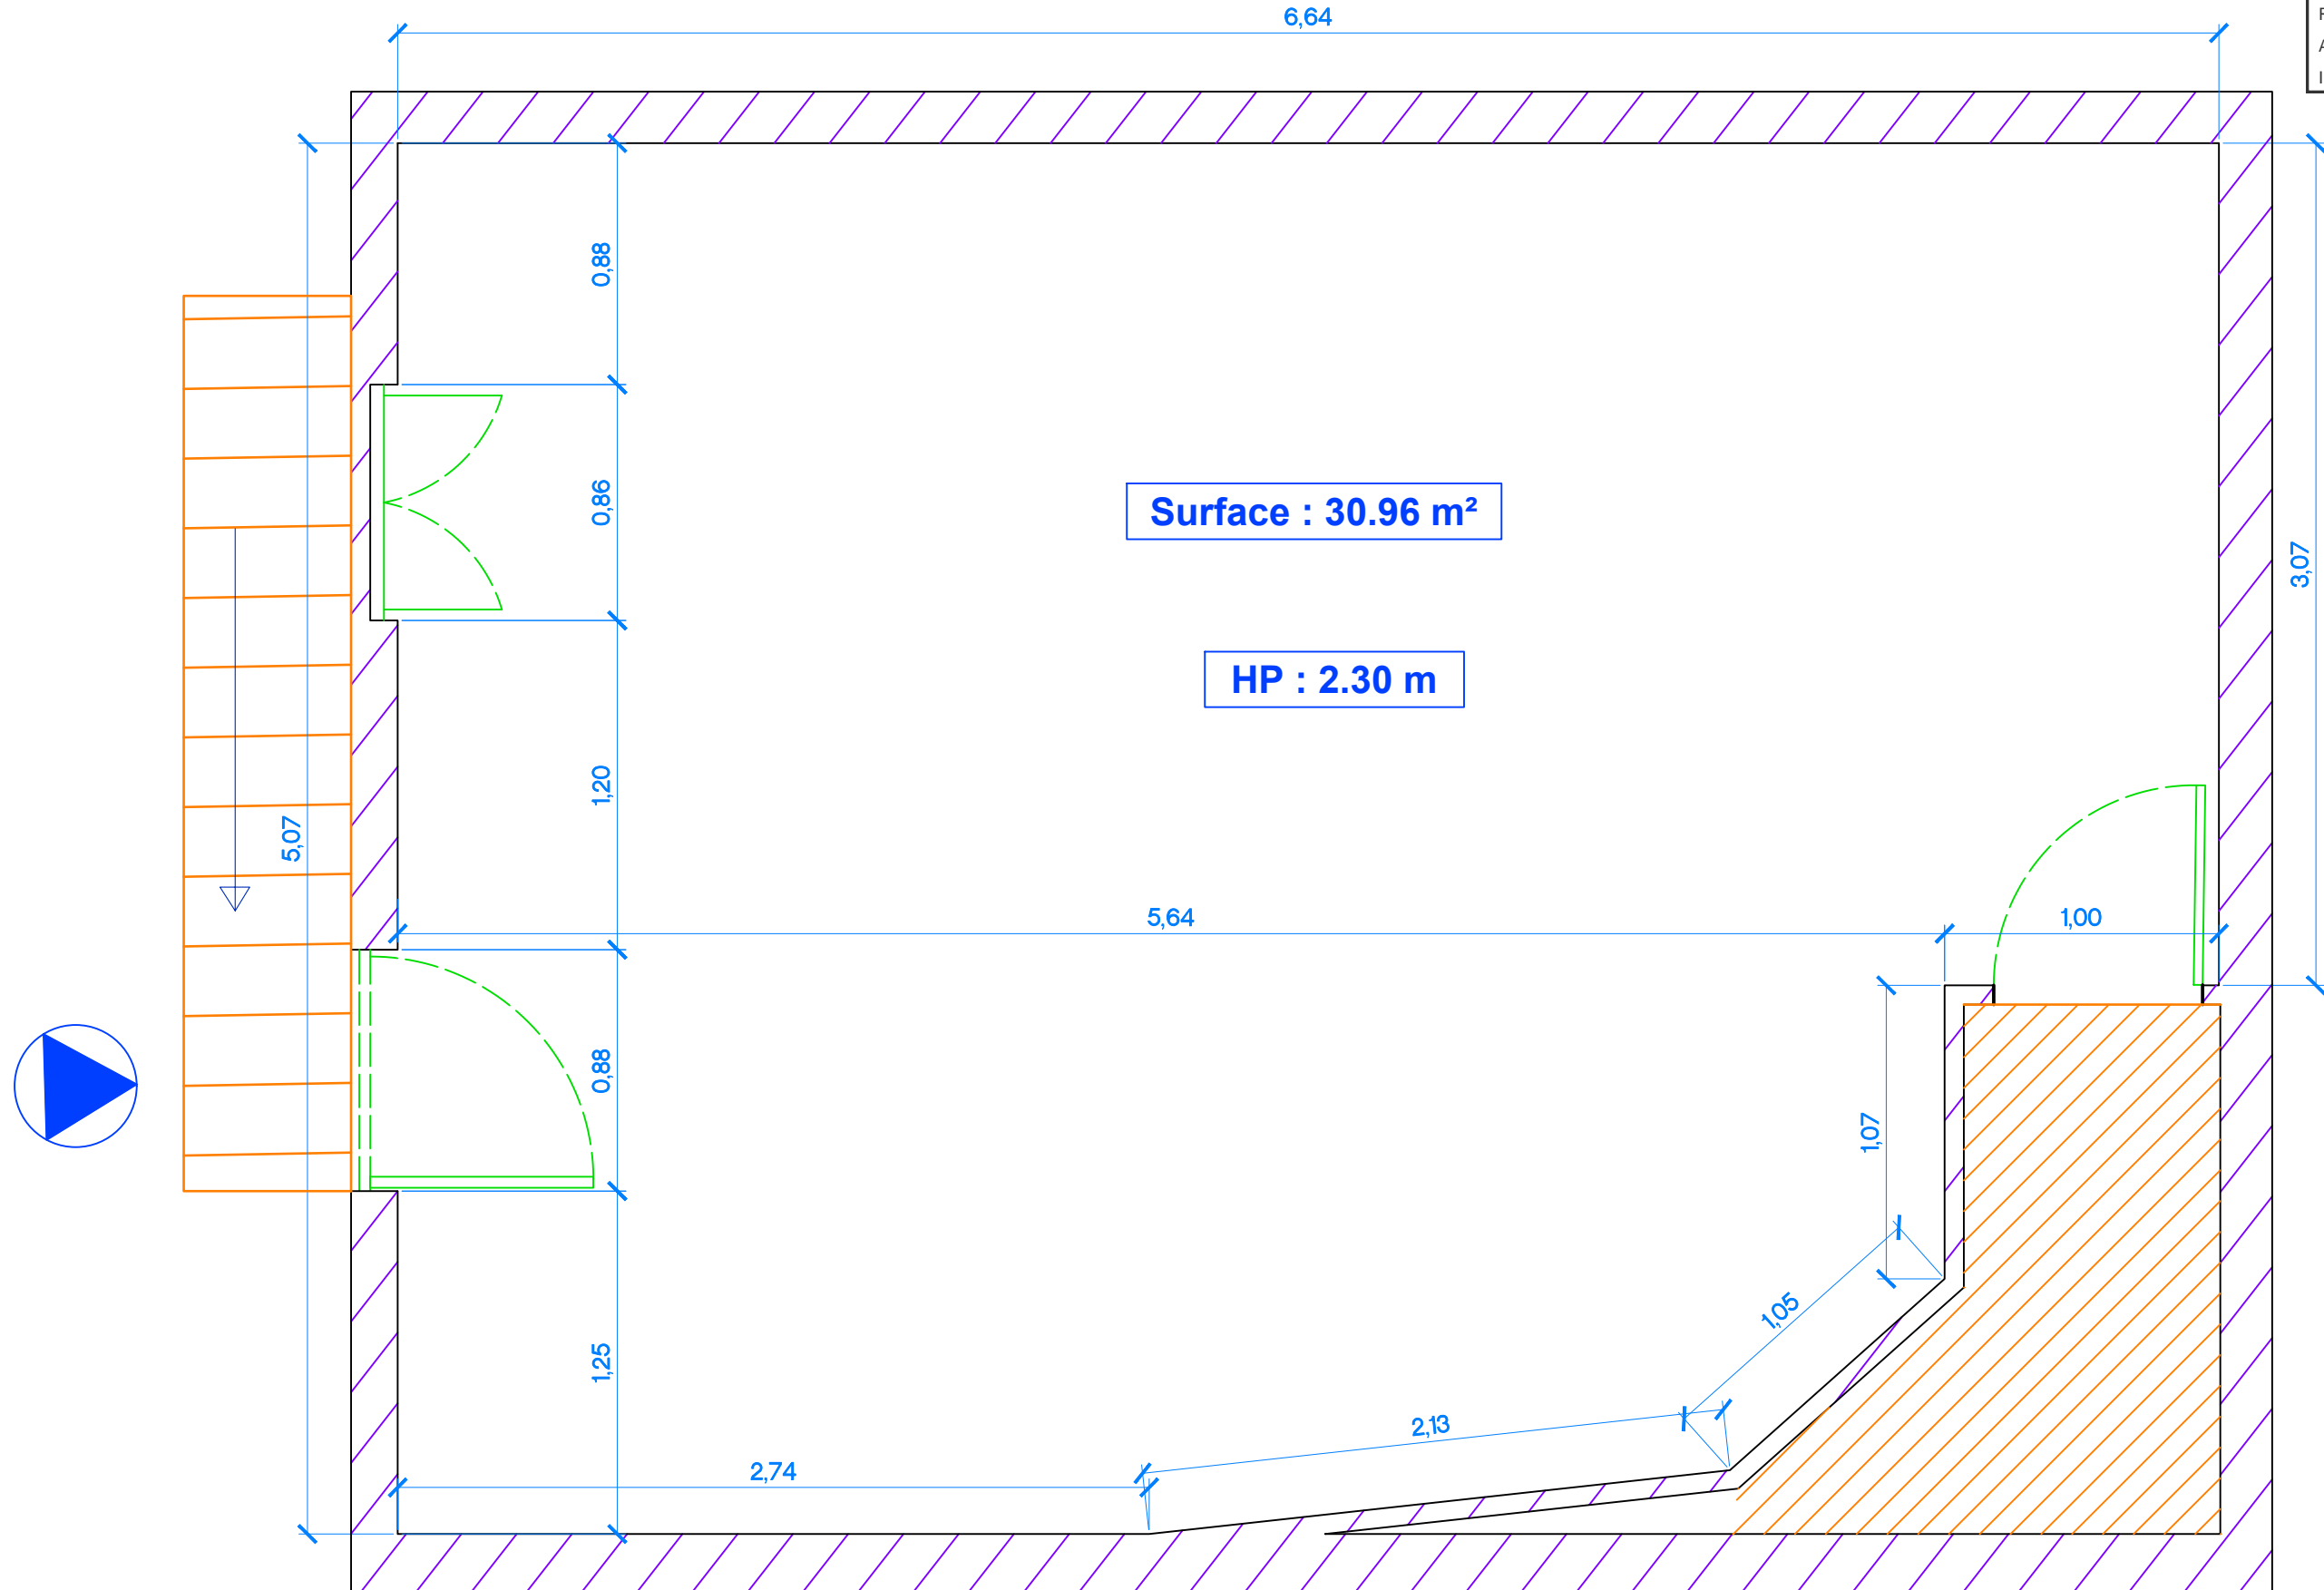 6,64
F
A
I
0,88
Surface : 30.96 m²
0,86
3,07
HP : 2.30 m
1,20
5,07
5,64
1,00
0,88
1,07
1,05
1,25
2,13
2,74